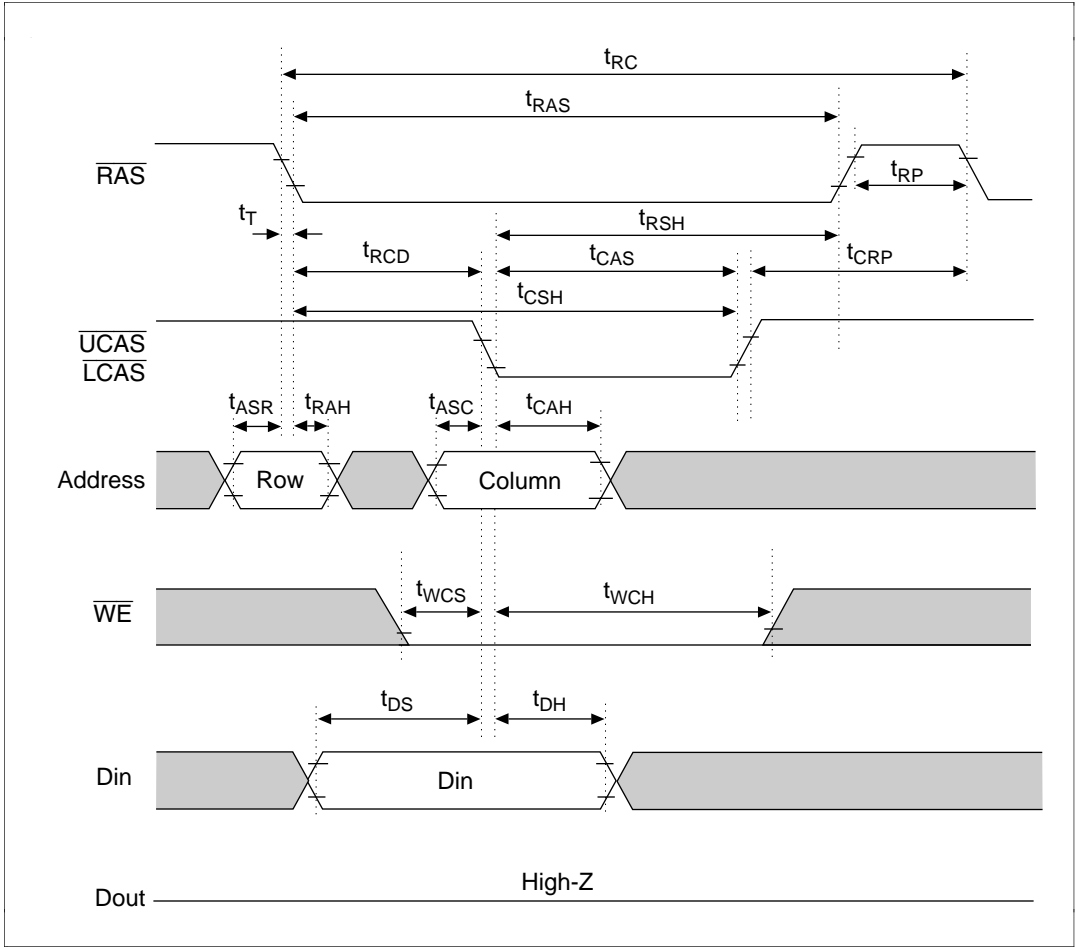 tRC
tRAS
RAS
tRP
tT
tRSH
tRCD
tCAS
tCRP
tCSH
UCAS
LCAS
tASR
tRAH
tASC
tCAH
Address
Row
Column
WE
tWCS
tWCH
tDS
tDH
Din
Din
High-Z
Dout